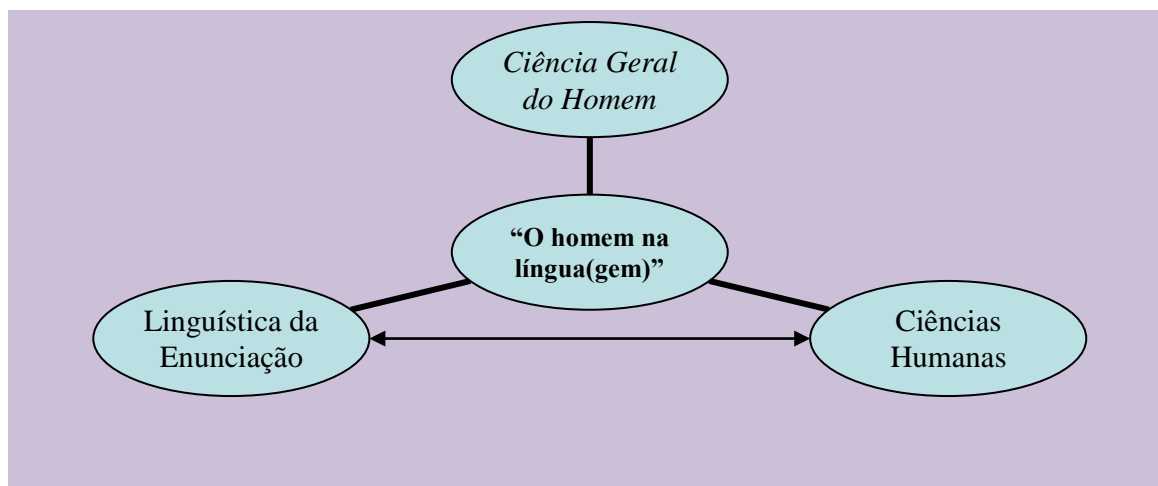 Ciência Geral
do Homem
“O homem na
língua(gem)”
Linguística da
Enunciação
Ciências
Humanas